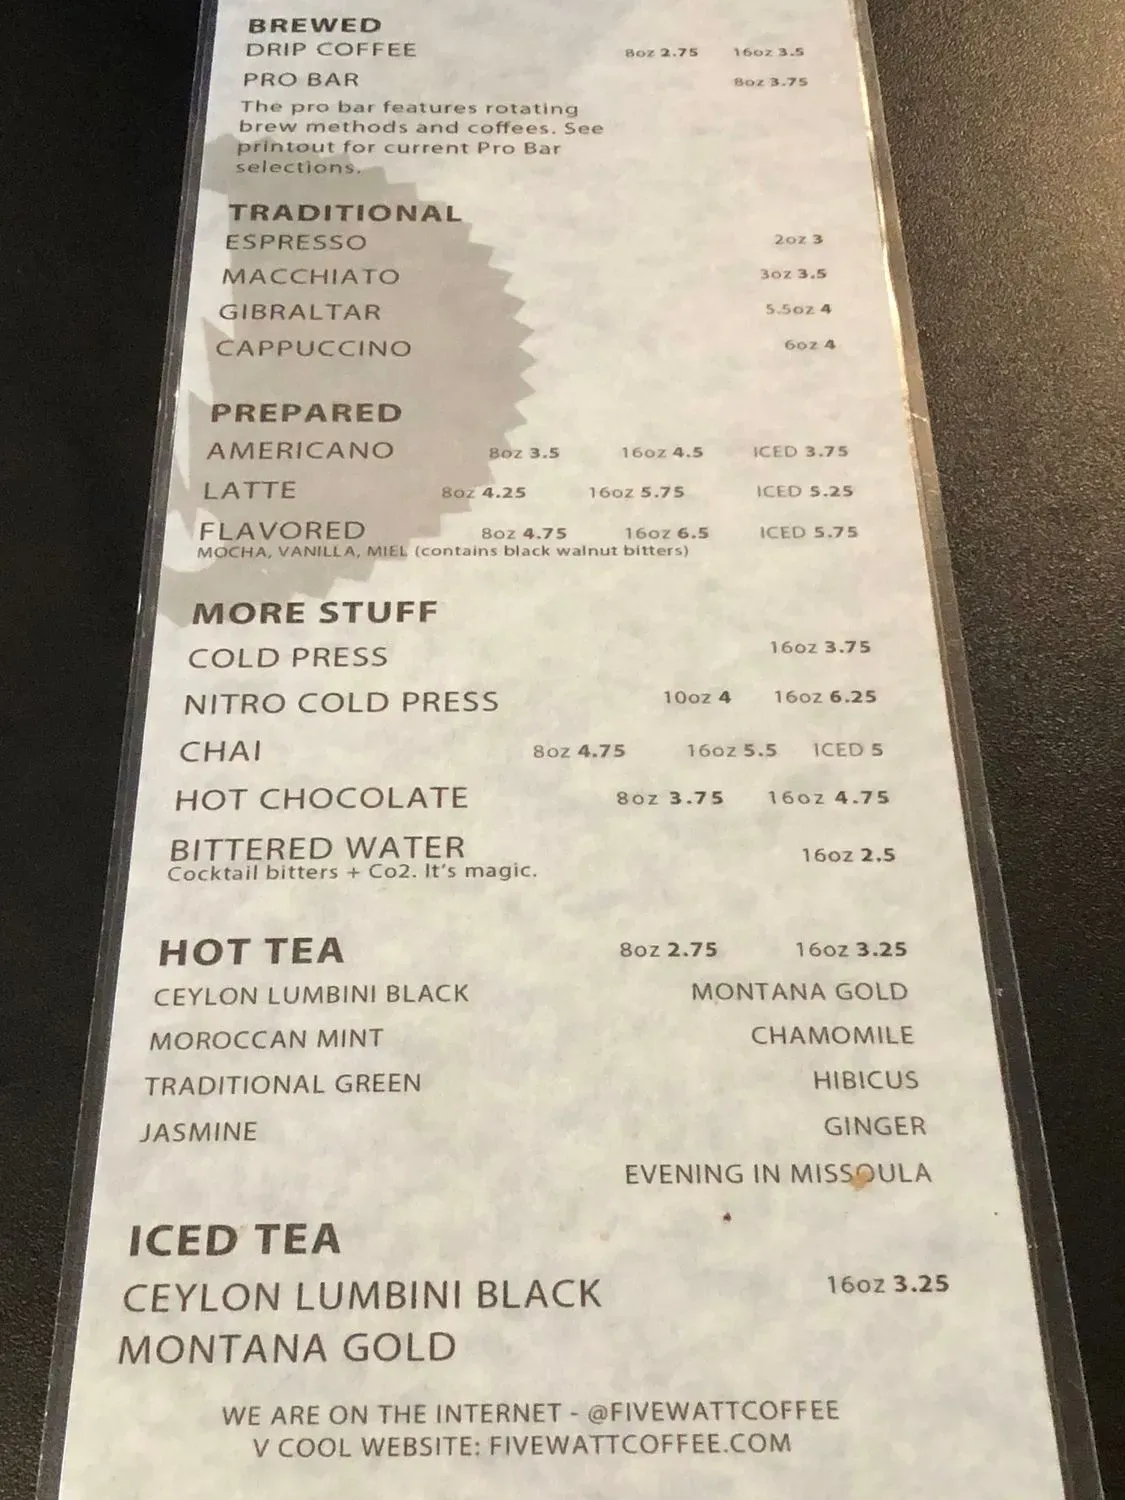 BREWED
DRIP COFFEE 8oz 2.75 16oz 3.5
PRO BAR 8oz 3.75
The pro bar features rotating
brew methods and coffees. See
printout for current Pro Bar
selections.
TRADITIONAL
ESPRESSO 2oz 3
MACCHIATO 3oz 3.5
GIBRALTAR 5.5oz 4
CAPPUCCINO 6oz 4
PREPARED
AMERICANO 8oz 3.5 16oz 4.5 ICED 3.75
LATTE 8oz 4.25 16oz 5.75 ICED 5.25
FLAVORED 8oz 4.75 16oz 6.5 ICED 5.75
MOCHA, VANILLA, MIEL (contains black walnut bitters)
MORE STUFF
COLD PRESS 16oz 3.75
NITRO COLD PRESS 10oz 4 16oz 6.25
CHAI 8oz 4.75 16oz 5.5 ICED 5
HOT CHOCOLATE 8oz 3.75 16oz 4.75
BITTERED WATER 16oz 2.5
Cocktail bitters + Co2. It's magic.
HOT TEA 8oz 2.75 16oz 3.25
CEYLON LUMBINI BLACK MONTANA GOLD
MOROCCAN MINT CHAMOMILE
TRADITIONAL GREEN HIBICUS
JASMINE GINGER
EVENING IN MISSOULA
ICED TEA
CEYLON LUMBINI BLACK 16oz 3.25
MONTANA GOLD
WE ARE ON THE INTERNET - @FIVEWATTCOFFEE
V COOL WEBSITE: FIVEWATTCOFFEE.COM